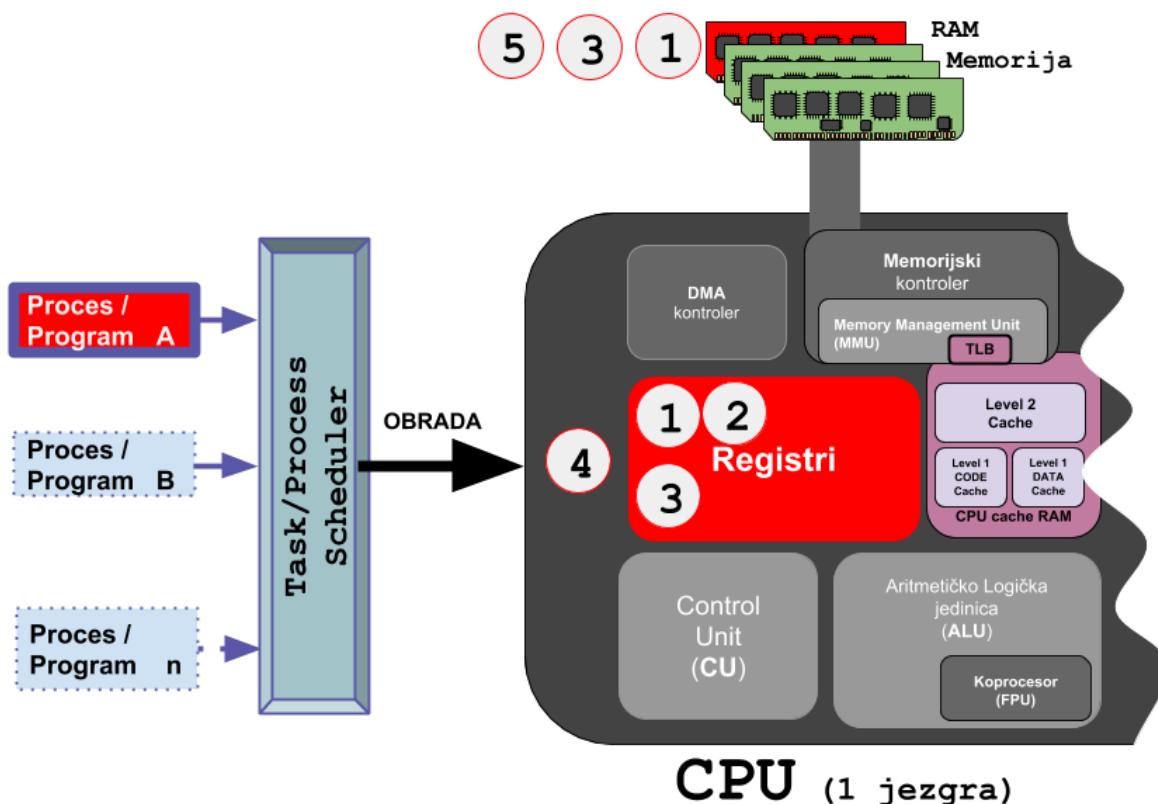 5 3 1
RAM
Memorija
Proces /
Program A
Proces /
Program B
Proces /
Program n
Task/Process
Scheduler
OBRADA
4
DMA
kontroler
Memorijski
kontroler
Memory Management Unit
(MMU)
TLB
1 2
Registri
3
Level 2
Cache
Level 1
CODE
Cache
Level 1
DATA
Cache
CPU cache RAM
Control
Unit
(CU)
Aritmetičko Logička
jedinica
(ALU)
Koprocesor
(FPU)
CPU (1 jezgra)